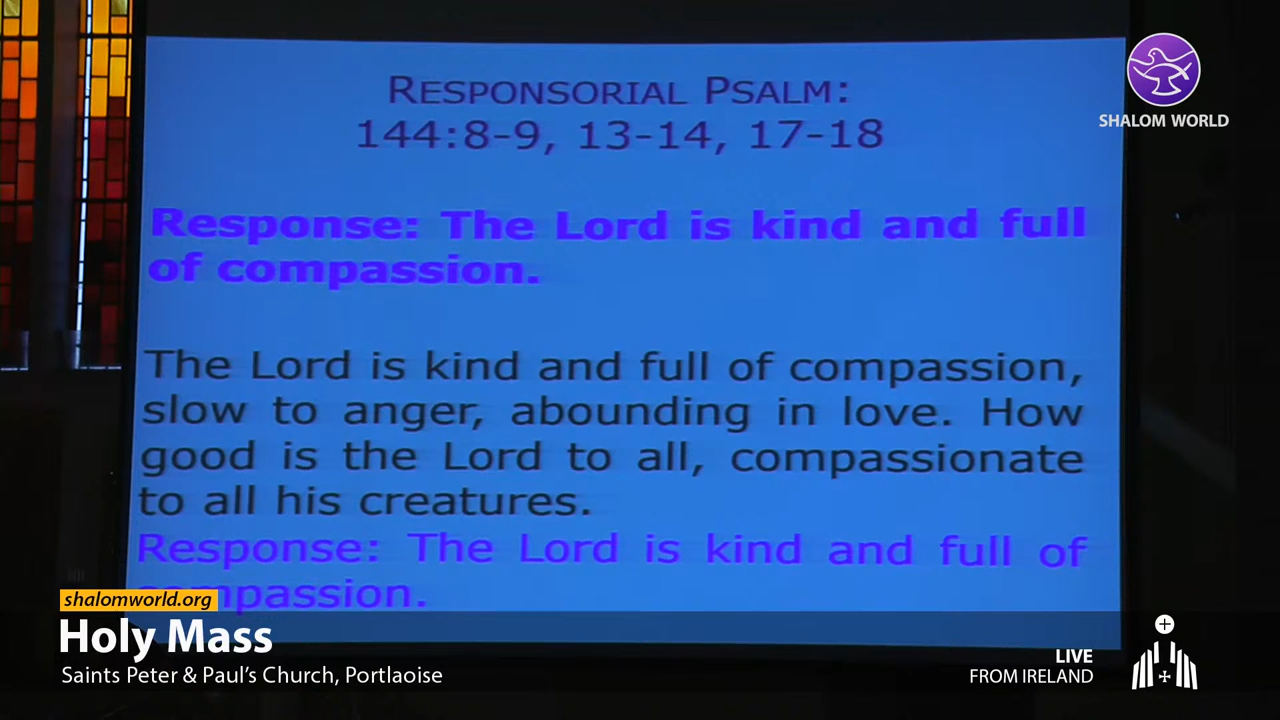 RESPONSORIAL PSALM:
144:8-9, 13-14, 17-18
SHALOM WORLD
Response: The Lord is kind and full
of compassion.
The Lord is kind and full of compassion,
slow to anger, abounding in love. How
good is the Lord to all, compassionate
to all his creatures.
Response: The Lord is kind and full of
compassion.
shalomworld.org
Holy Mass
Saints Peter & Paul's Church, Portlaoise
LIVE
FROM IRELAND